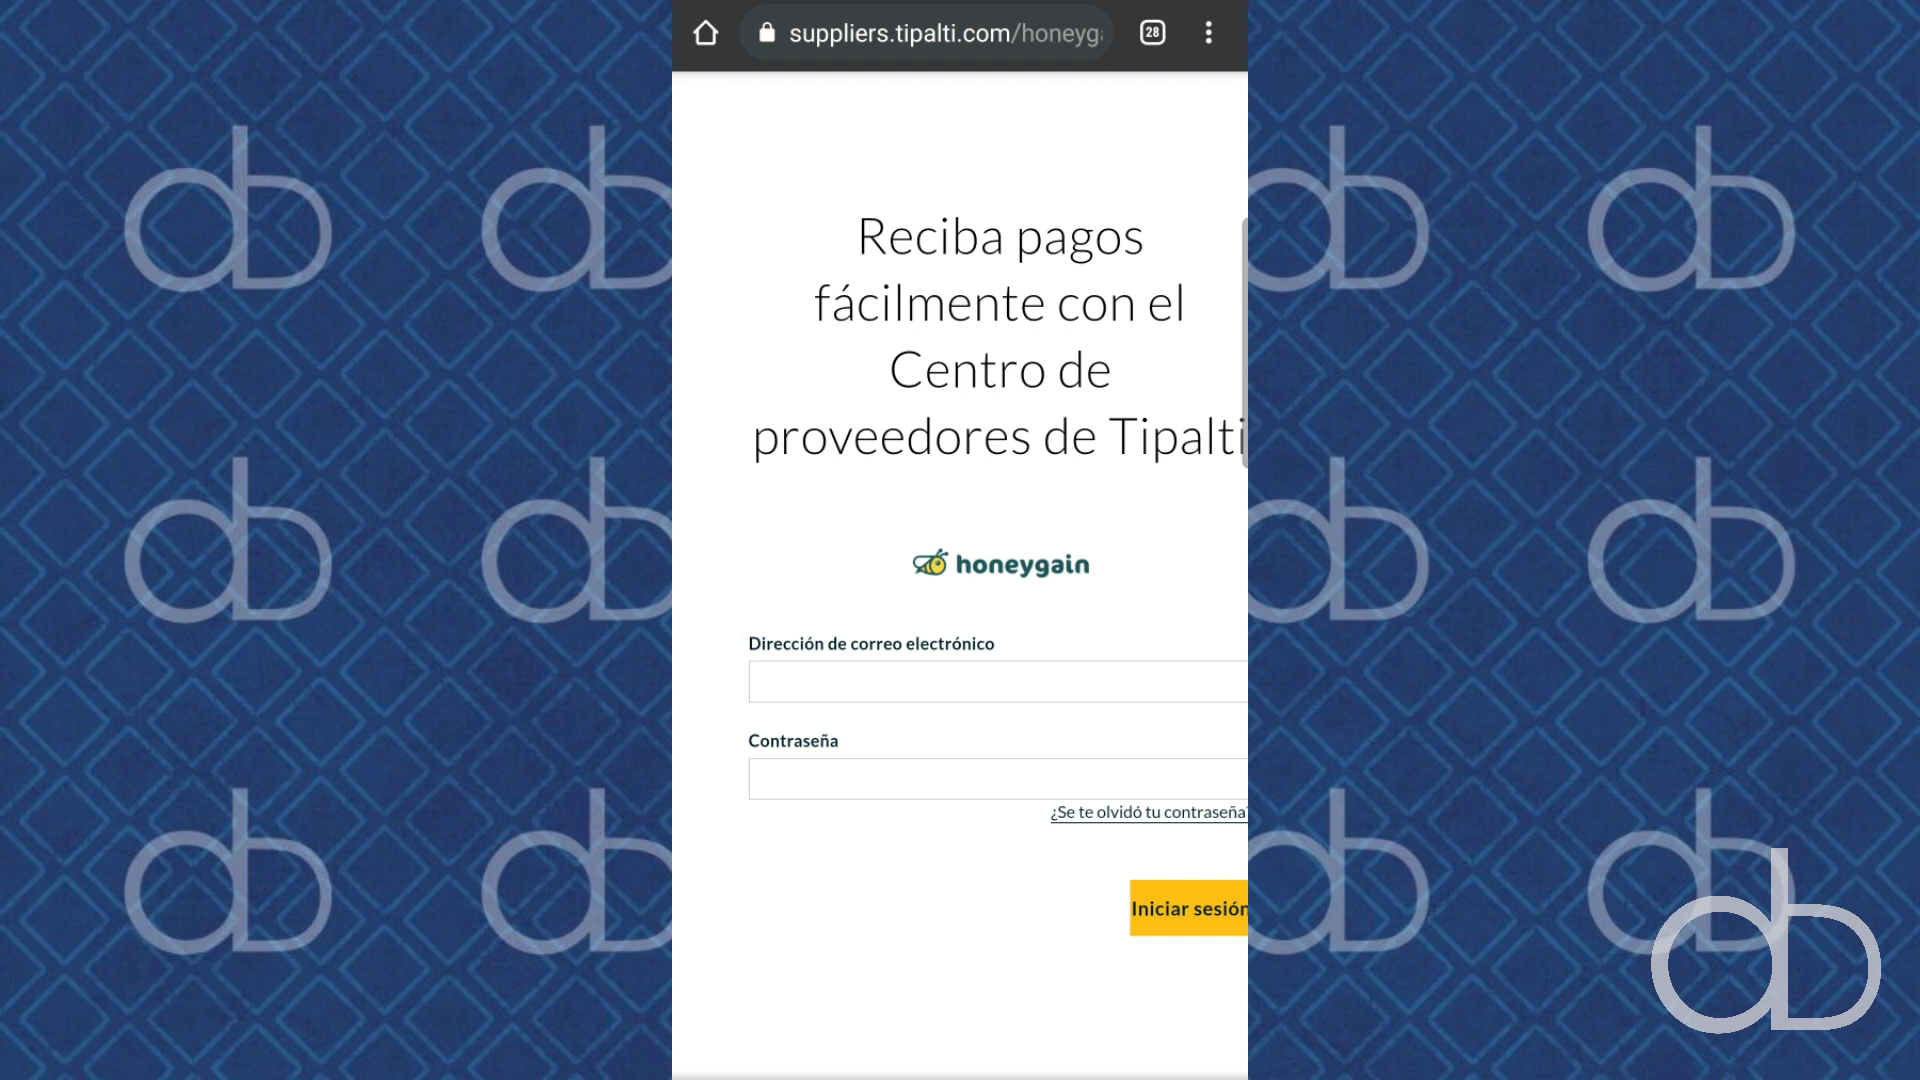 suppliers.tipalti.com/honeyg
28
Reciba pagos
fácilmente con el
Centro de
proveedores de Tipalti
honeygain
Dirección de correo electrónico
Contraseña
¿Se te olvidó tu contraseña?
Iniciar sesión